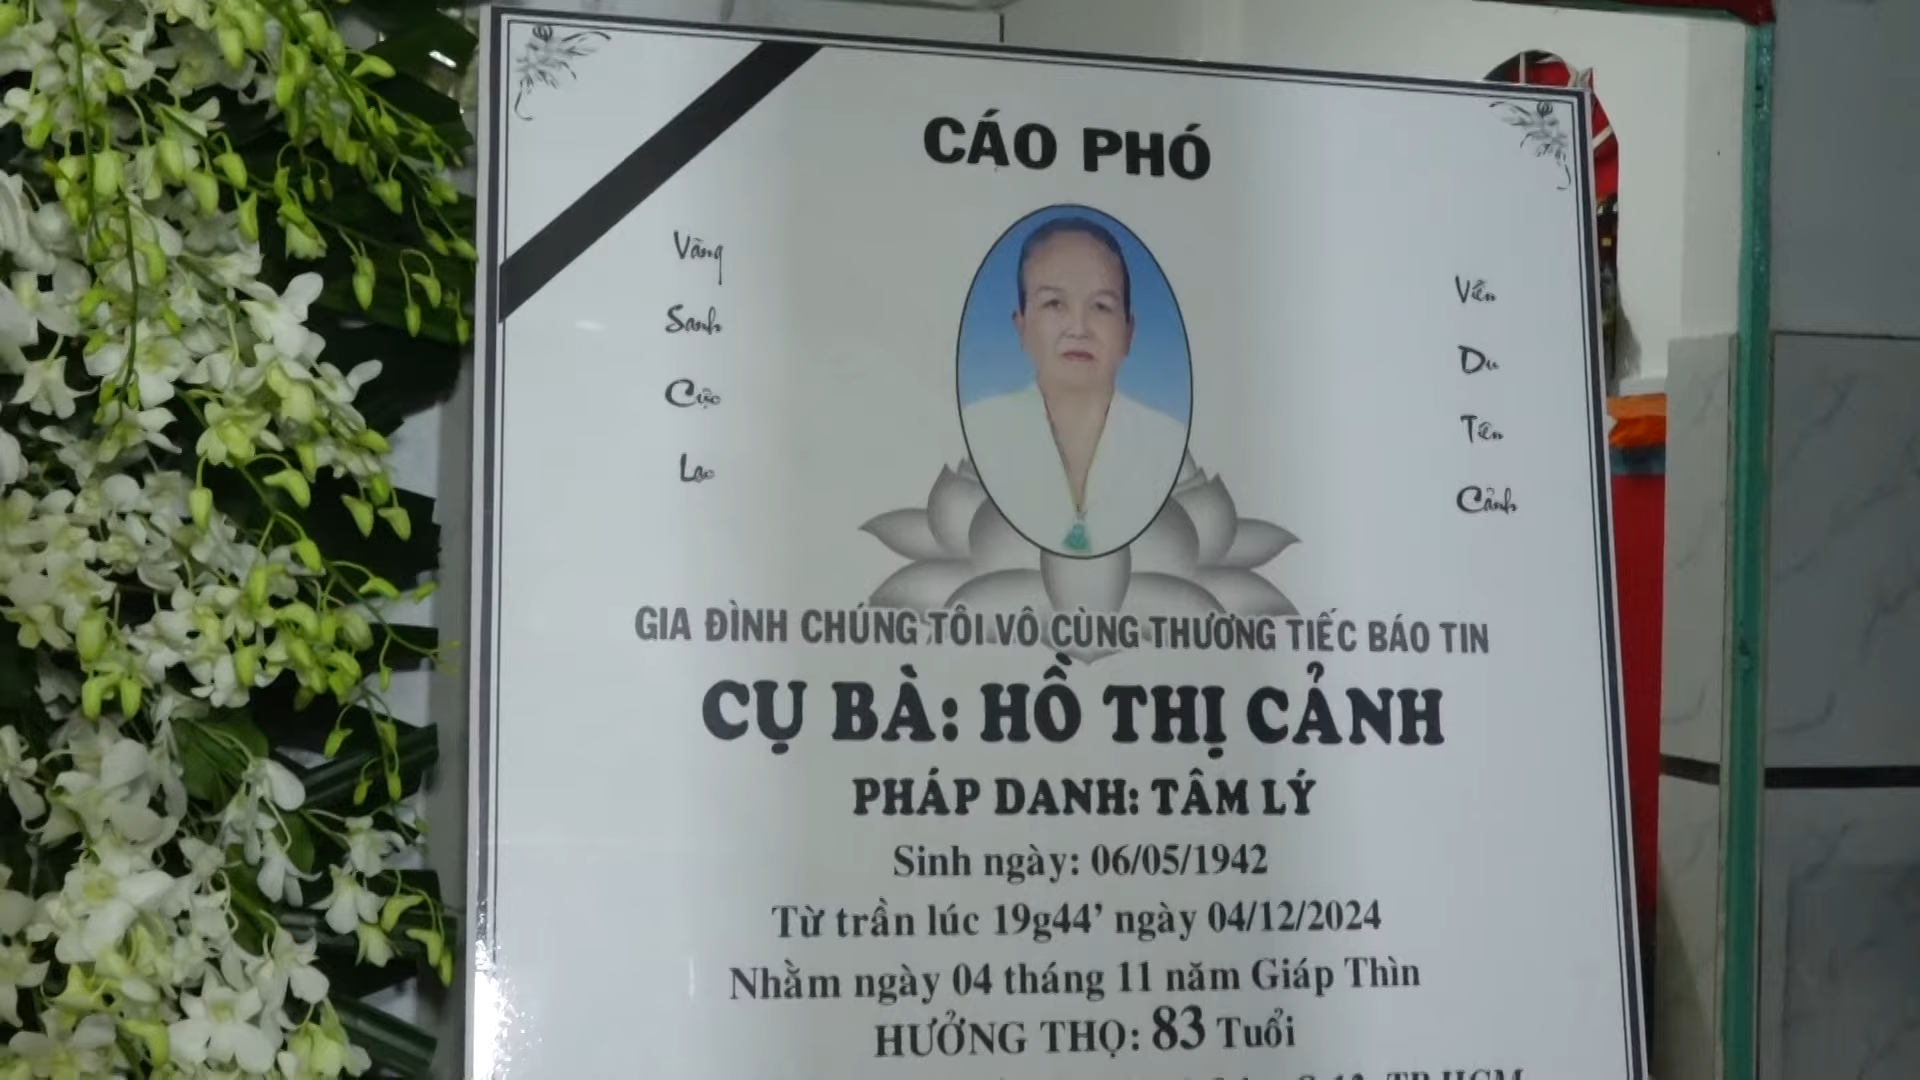 CÁO PHÓ
Vãng
Sanh
Cực
Lạc
Viễn
Du
Tiên
Cảnh
GIA ĐÌNH CHÚNG TÔI VÔ CÙNG THƯƠNG TIẾC BÁO TIN
CỤ BÀ: HỒ THỊ CẢNH
PHÁP DANH: TÂM LÝ
Sinh ngày: 06/05/1942
Từ trần lúc 19g44’ ngày 04/12/2024
Nhằm ngày 04 tháng 11 năm Giáp Thìn
HƯỞNG THỌ: 83 Tuổi
TP.HCM